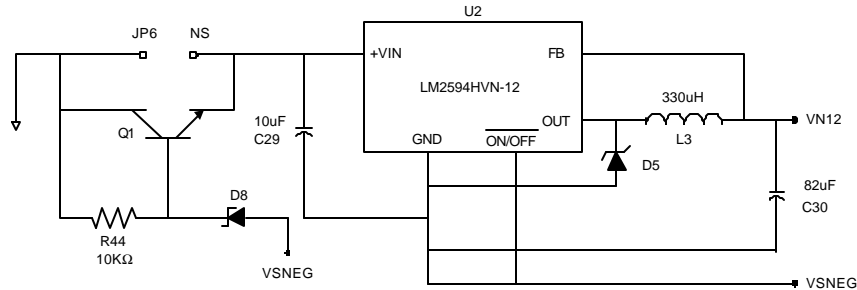 U2
JP6 NS
+VIN
FB
LM2594HVN-12
10uF
C29
Q1
OUT
330uH
L3
VN12
GND
ON/OFF
D5
82uF
C30
D8
R44
10KΩ
VSNEG
VSNEG